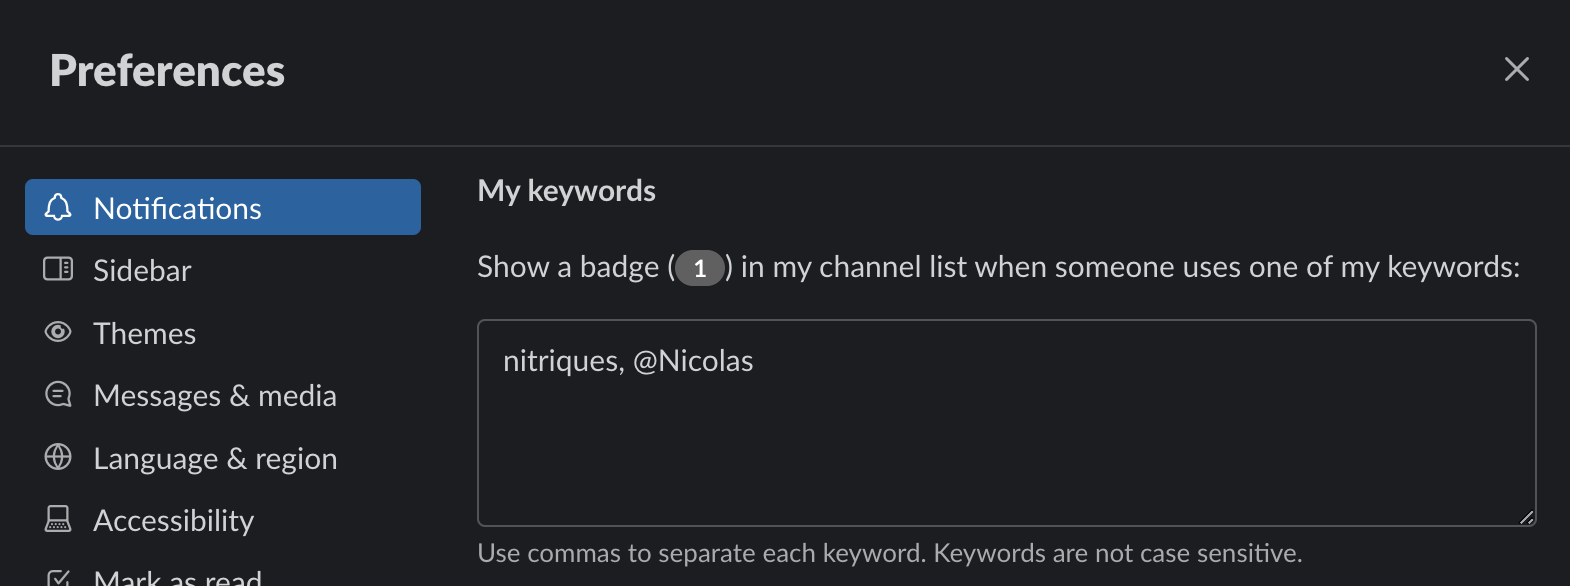 Preferences
Notifications
Sidebar
Themes
Messages & media
Language & region
Accessibility
Mark as read
My keywords
Show a badge (1) in my channel list when someone uses one of my keywords:
nitriques, @Nicolas
Use commas to separate each keyword. Keywords are not case sensitive.